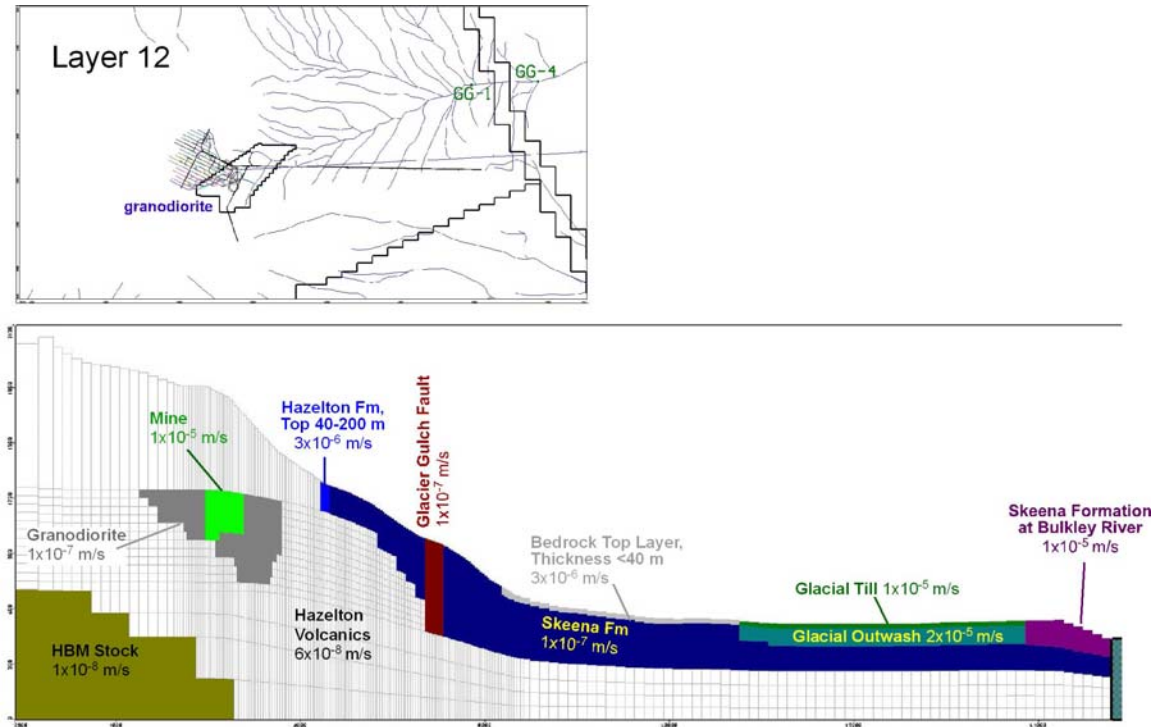 Layer 12
GG-4
GG-1
granodiorite
Mine
1x10⁻⁵ m/s
Hazelton Fm,
Top 40-200 m
3x10⁻⁶ m/s
Glacier Gulch Fault
1x10⁻⁷ m/s
Granodiorite
1x10⁻⁷ m/s
Bedrock Top Layer,
Thickness <40 m
3x10⁻⁶ m/s
Skeena Formation
at Bulkley River
1x10⁻⁵ m/s
Glacial Till 1x10⁻⁵ m/s
HBM Stock
1x10⁻⁸ m/s
Hazelton
Volcanics
6x10⁻⁸ m/s
Skeena Fm
1x10⁻⁷ m/s
Glacial Outwash 2x10⁻⁵ m/s